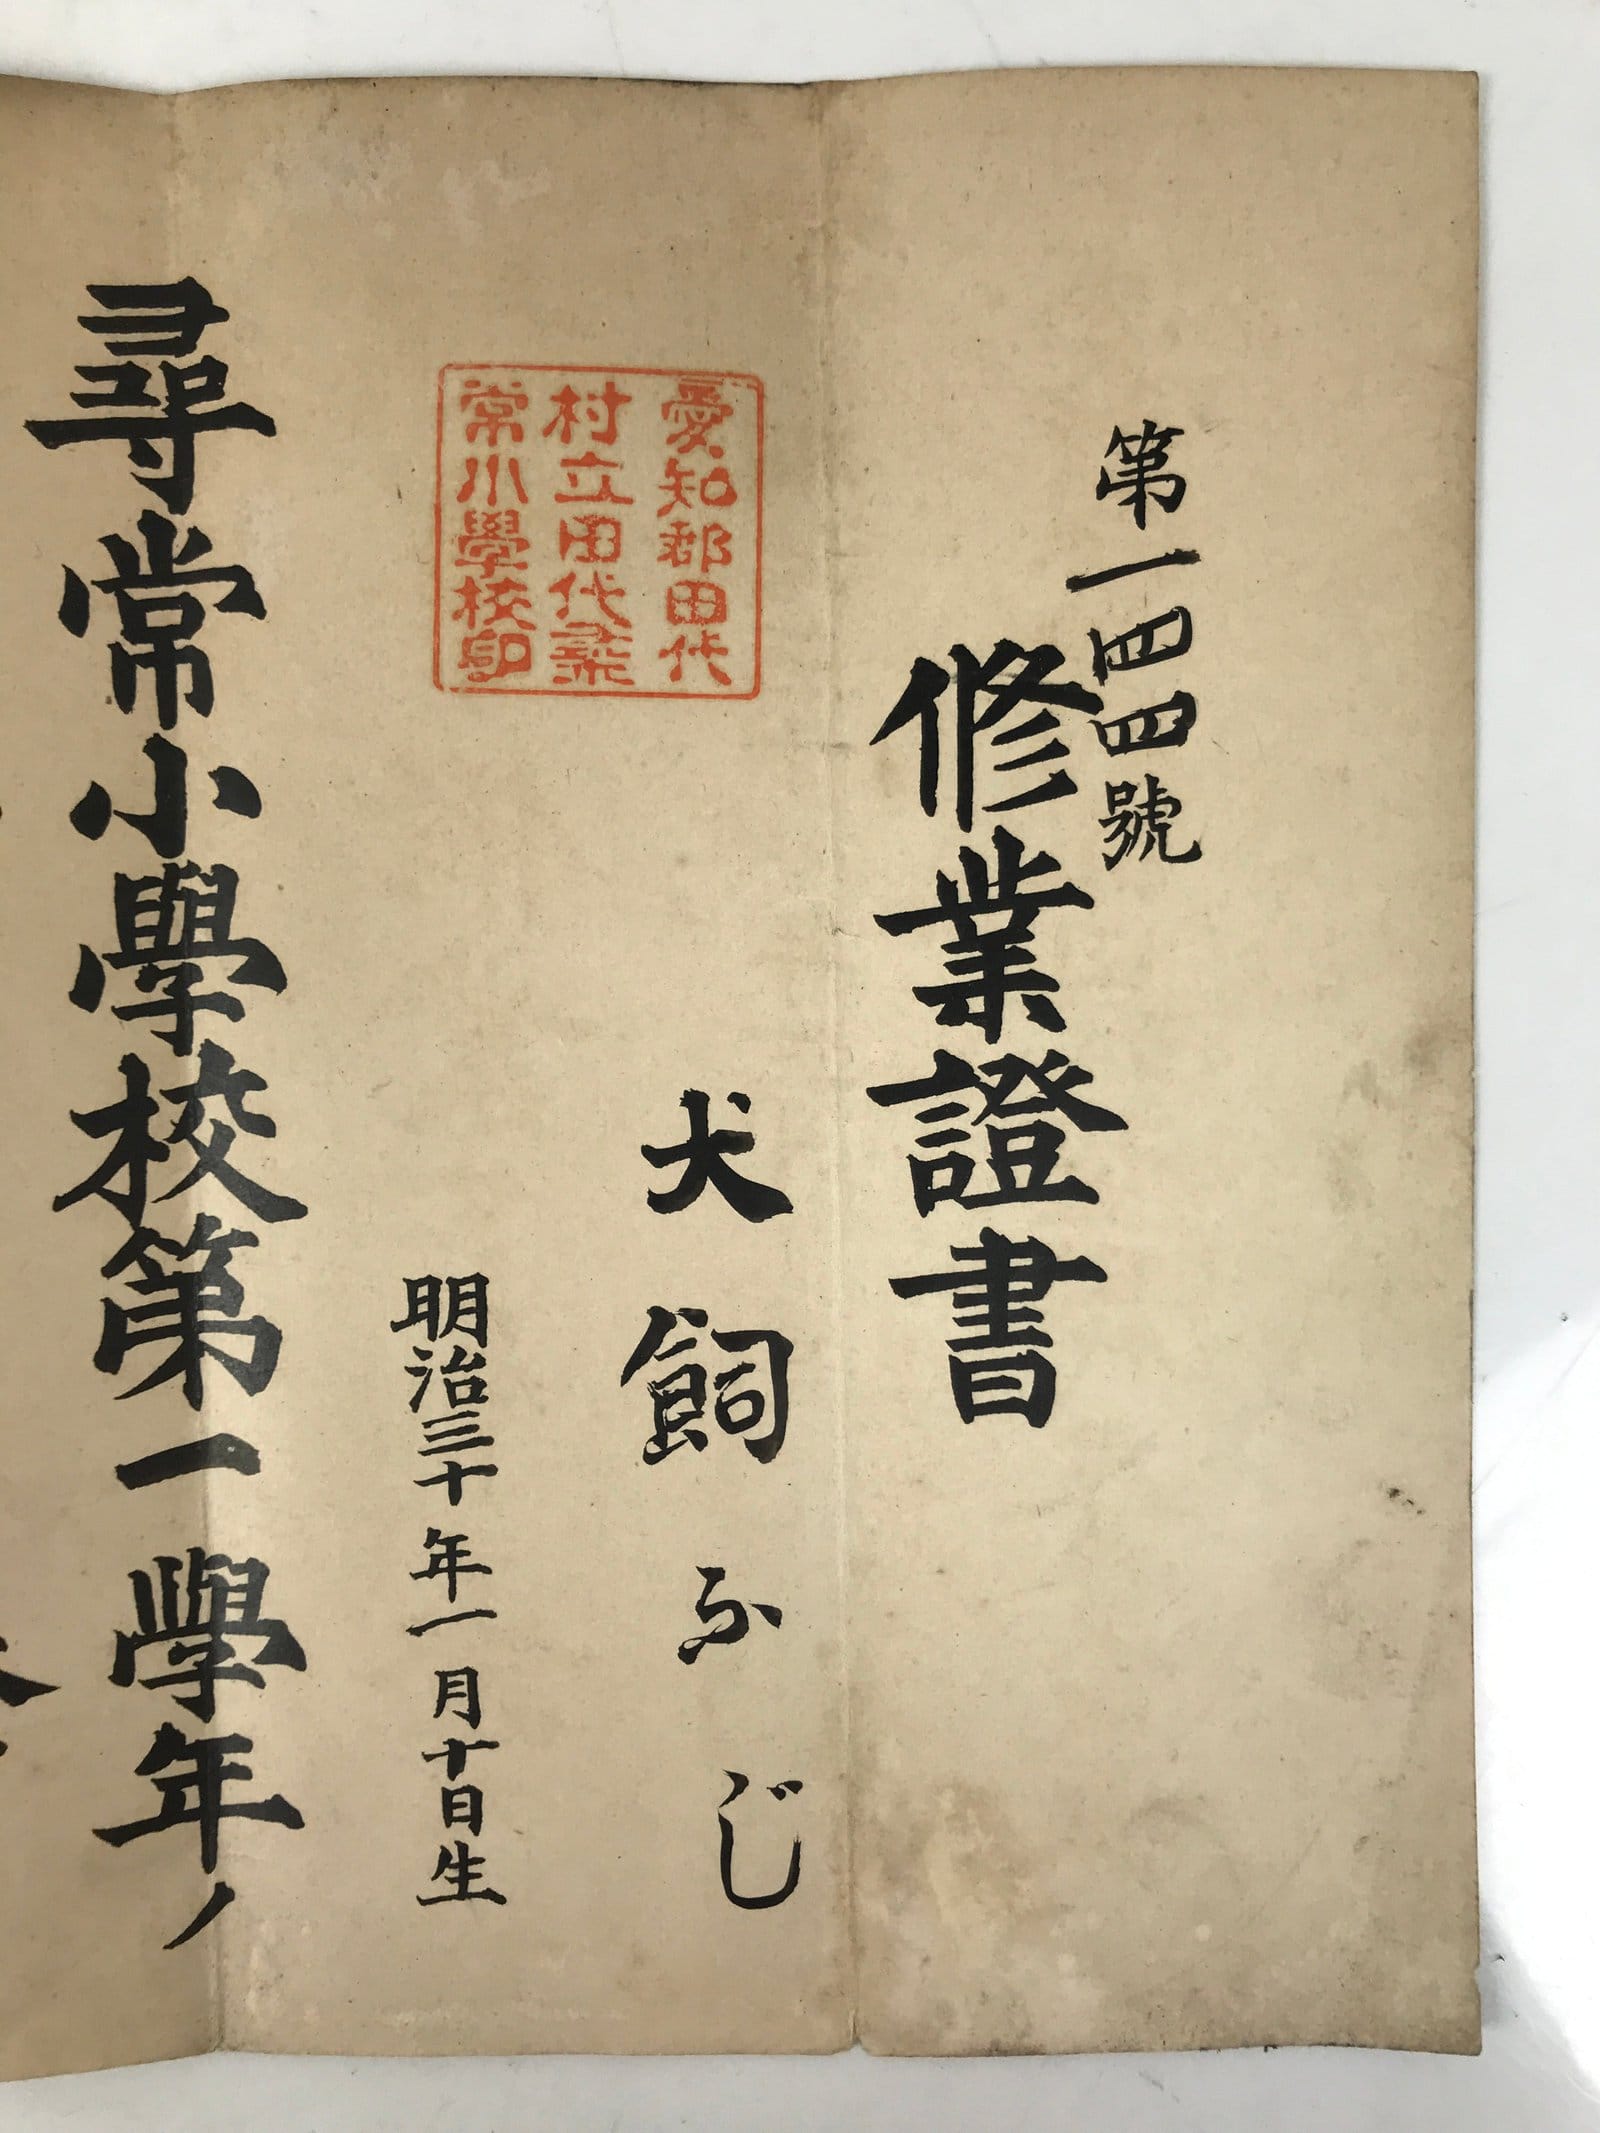 第一四四號
修業證書
犬飼ふじ
明治三十年一月十日生
愛知郡田代
村立田代尋
常小學校印
尋常小學校第一學年ノ